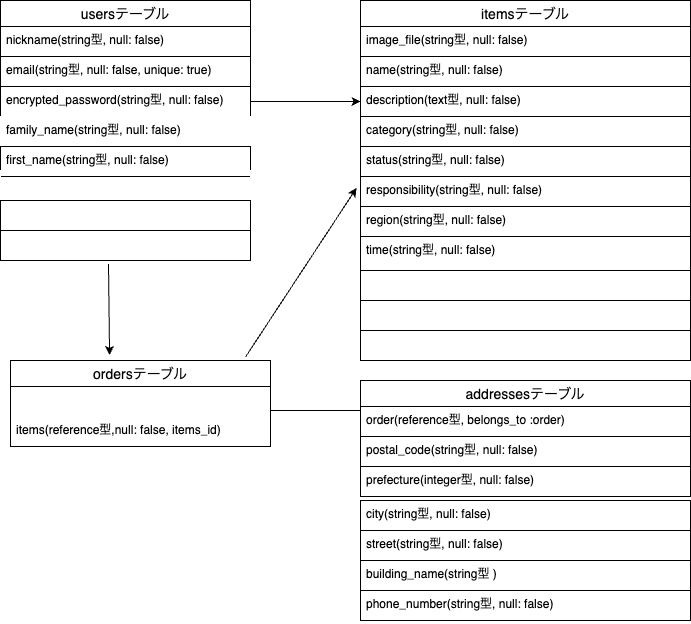 usersテーブル
nickname(string型, null: false)
email(string型, null: false, unique: true)
encrypted_password(string型, null: false)
family_name(string型, null: false)
first_name(string型, null: false)
itemsテーブル
image_file(string型, null: false)
name(string型, null: false)
description(text型, null: false)
category(string型, null: false)
status(string型, null: false)
responsibility(string型, null: false)
region(string型, null: false)
time(string型, null: false)
ordersテーブル
items(reference型,null: false, items_id)
addressesテーブル
order(reference型, belongs_to :order)
postal_code(string型, null: false)
prefecture(integer型, null: false)
city(string型, null: false)
street(string型, null: false)
building_name(string型 )
phone_number(string型, null: false)